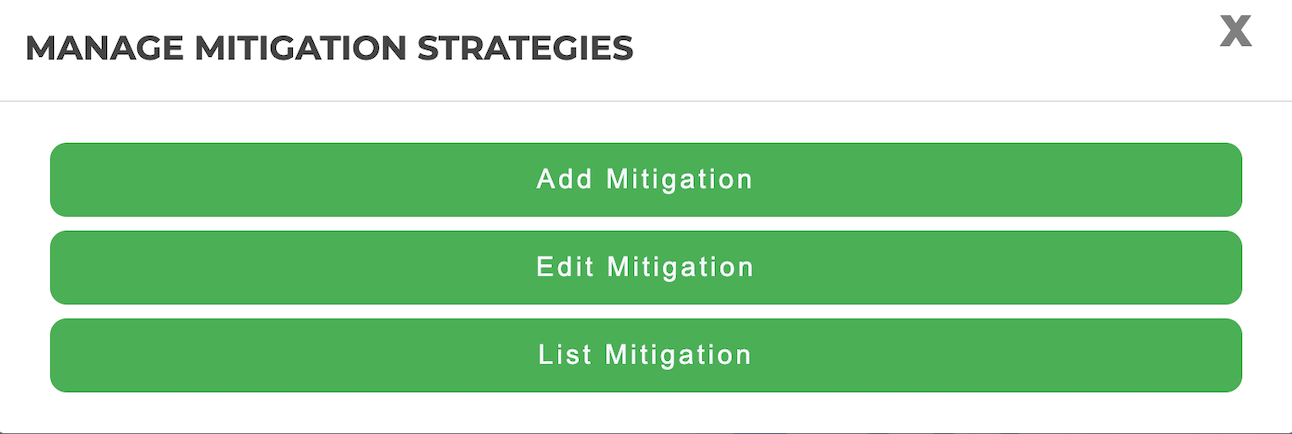 MANAGE MITIGATION STRATEGIES
X
Add Mitigation
Edit Mitigation
List Mitigation